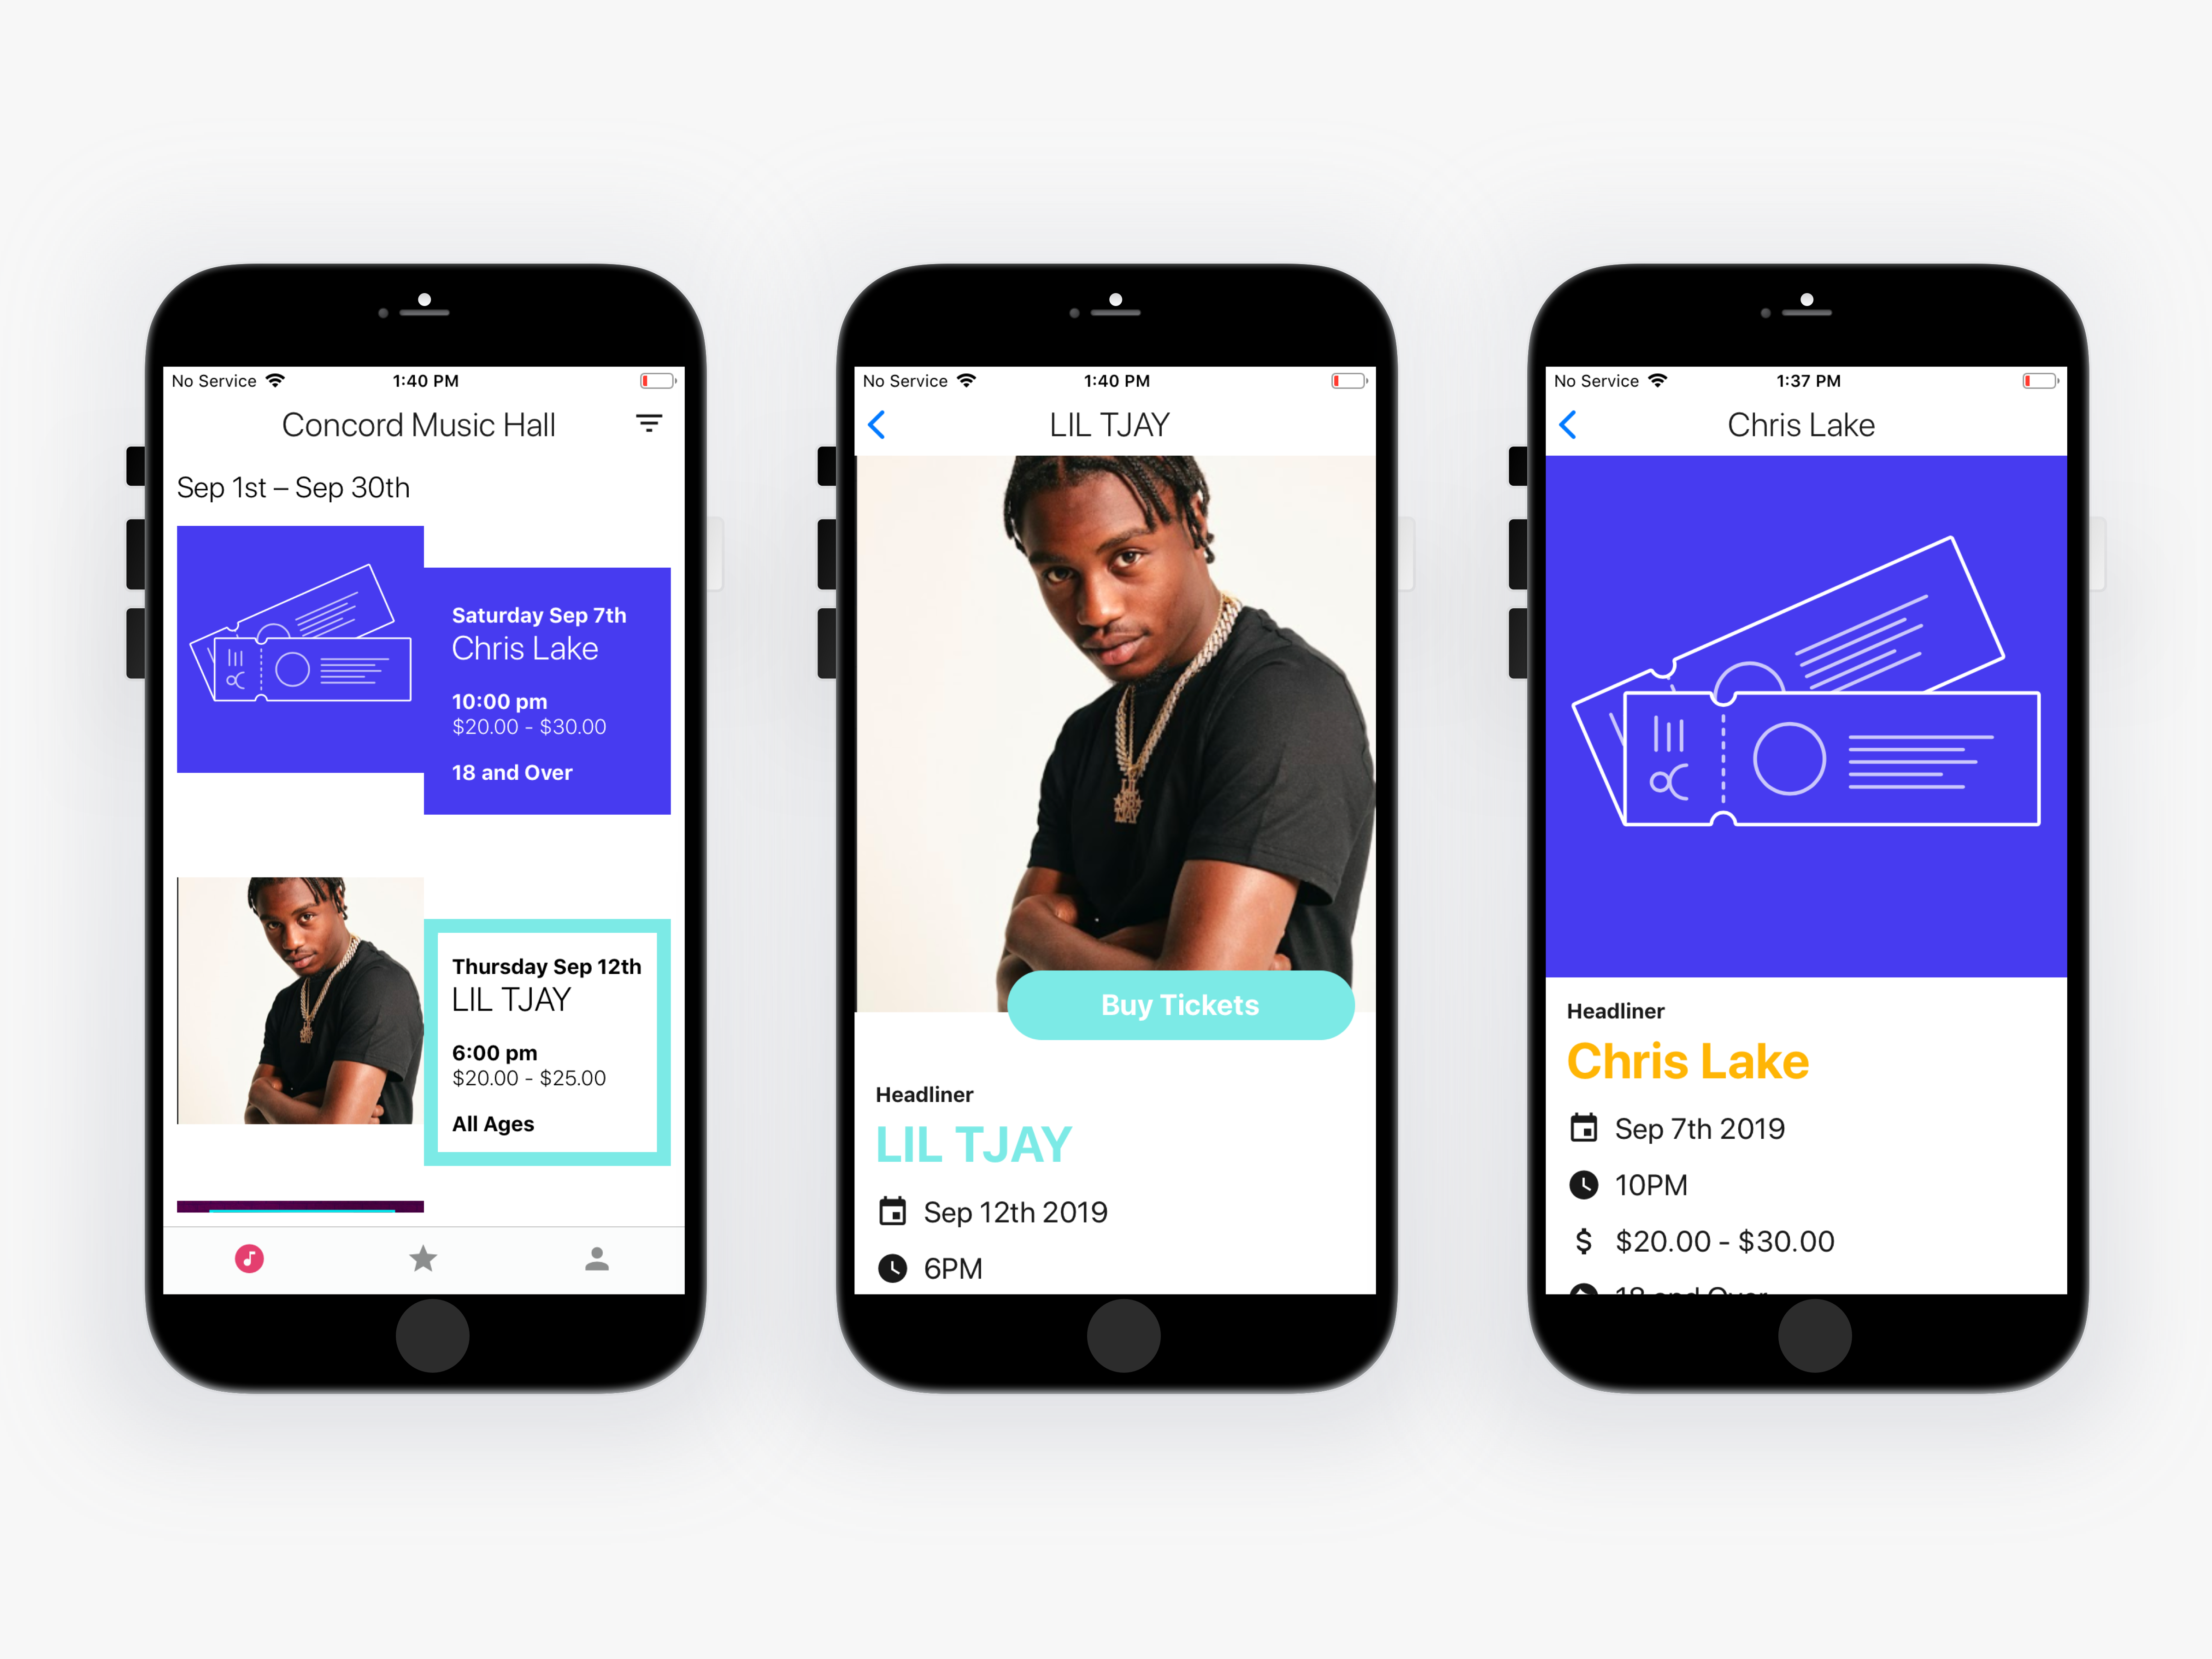 No Service 1:40 PM
Concord Music Hall
Sep 1st – Sep 30th
Saturday Sep 7th
Chris Lake
10:00 pm
$20.00 - $30.00
18 and Over
Thursday Sep 12th
LIL TJAY
6:00 pm
$20.00 - $25.00
All Ages
No Service 1:40 PM
LIL TJAY
Buy Tickets
Headliner
LIL TJAY
Sep 12th 2019
6PM
No Service 1:37 PM
Chris Lake
Headliner
Chris Lake
Sep 7th 2019
10PM
$ $20.00 - $30.00
18 and Over